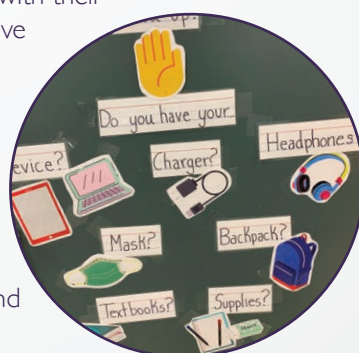 with their
Do you have your...
Charger?
Headphones
Mask?
Backpack?
Textbooks?
Supplies?